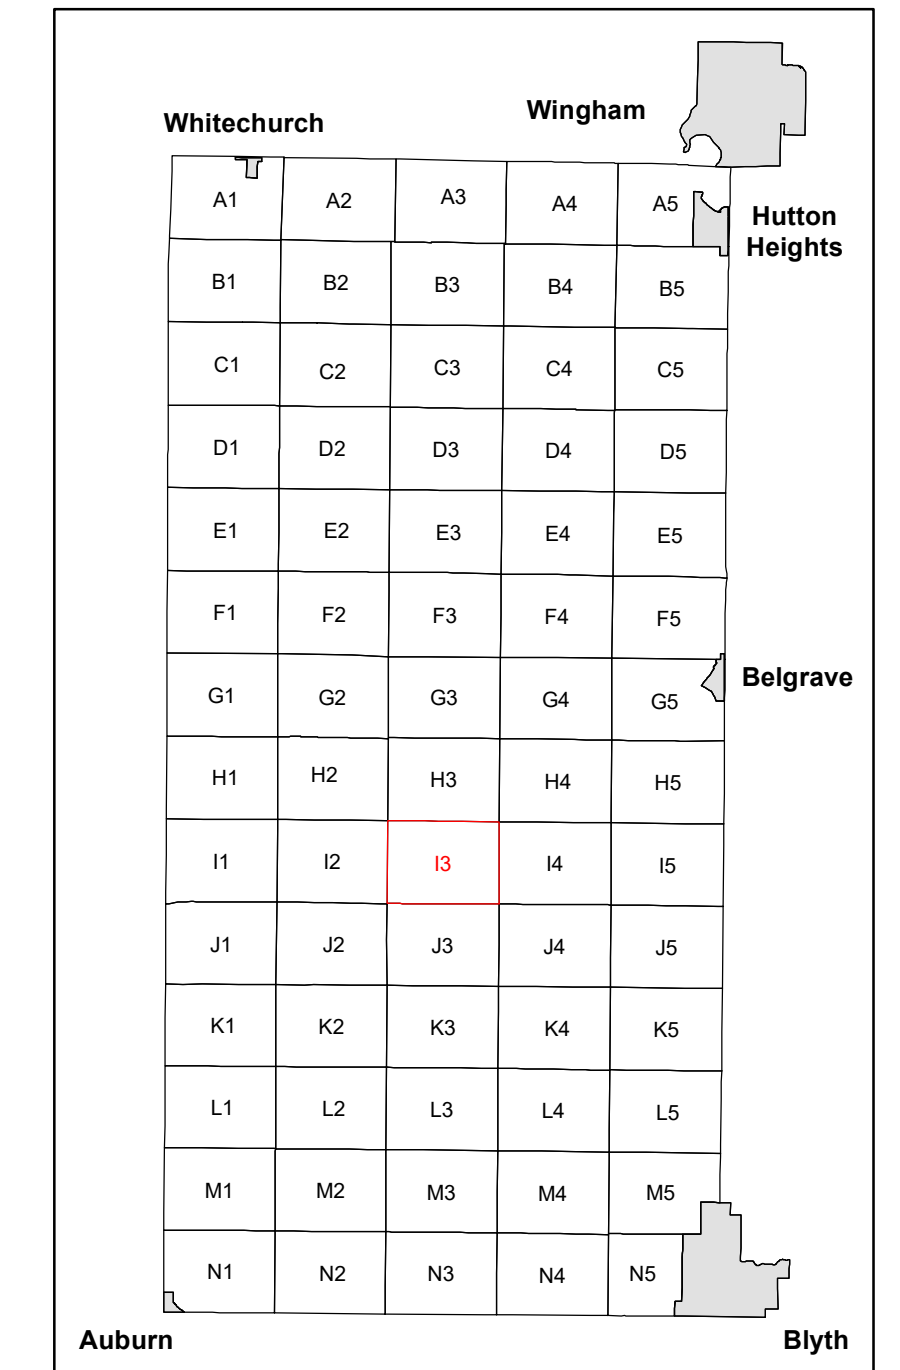 Wingham
Whitechurch
A1 A2 A3 A4 A5
Hutton
Heights
B1 B2 B3 B4 B5
C1 C2 C3 C4 C5
D1 D2 D3 D4 D5
E1 E2 E3 E4 E5
F1 F2 F3 F4 F5
Belgrave
G1 G2 G3 G4 G5
H1 H2 H3 H4 H5
I1 I2 I3 I4 I5
J1 J2 J3 J4 J5
K1 K2 K3 K4 K5
L1 L2 L3 L4 L5
M1 M2 M3 M4 M5
N1 N2 N3 N4 N5
Auburn Blyth